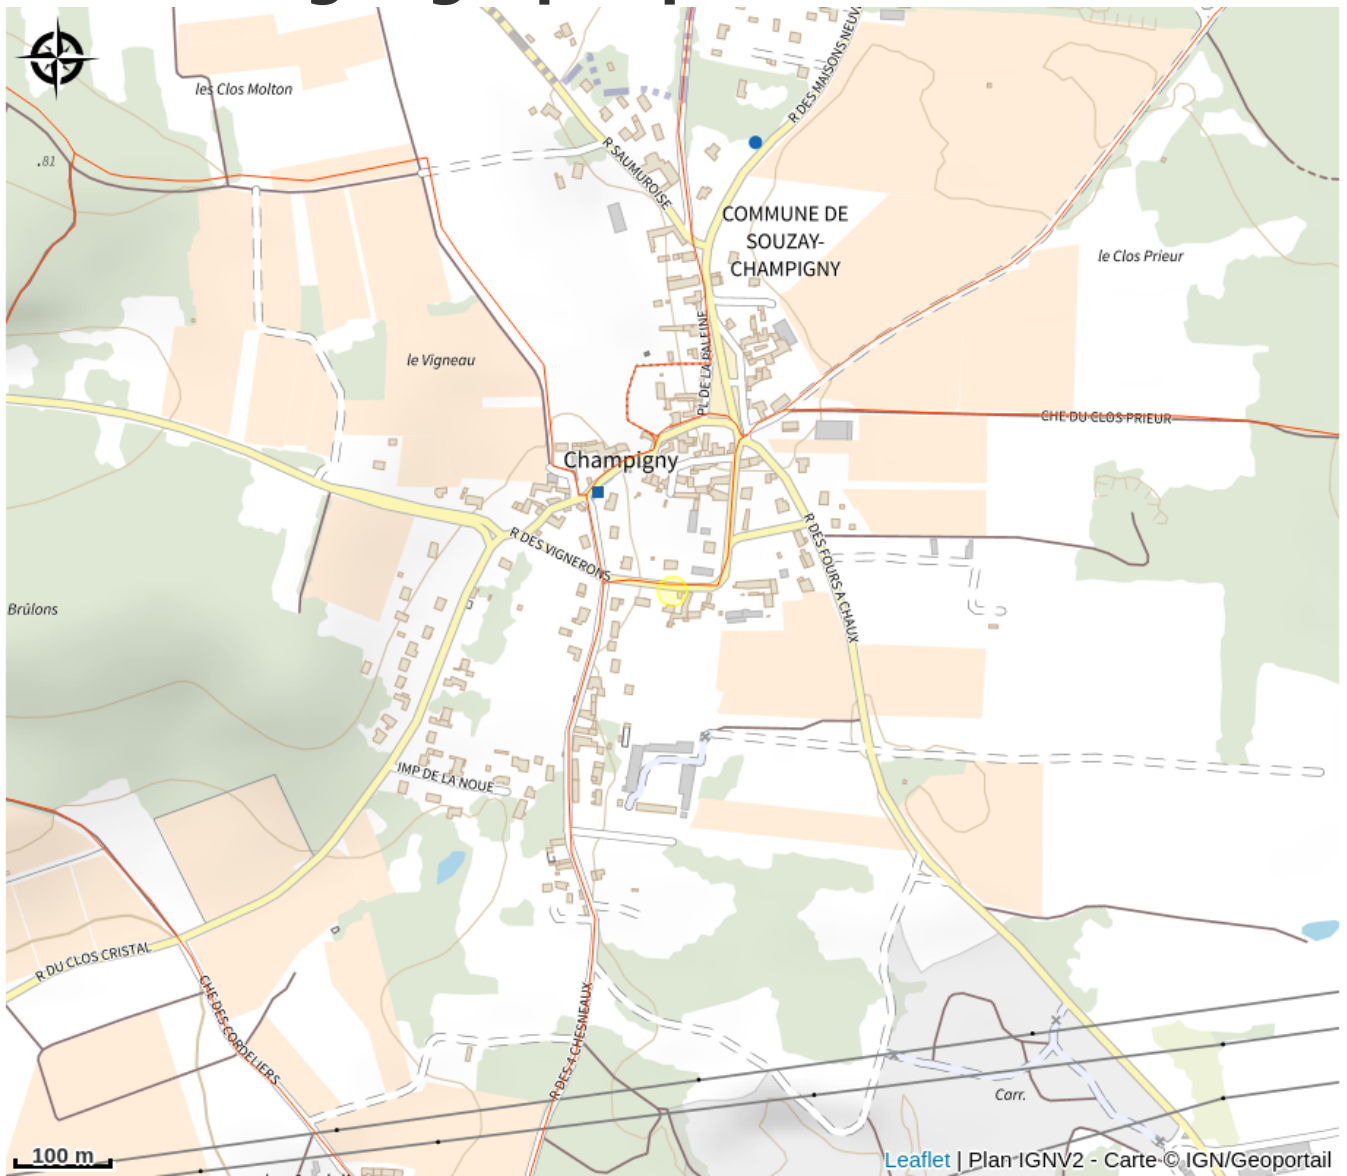 les Clos Molton
.81
R SAUMUROISE
R DES MAISONS NEUV
COMMUNE DE
SOUZAY-
CHAMPIGNY
le Clos Prieur
le Vigneau
PL DE LA PALEINE
CHE DU CLOS PRIEUR
Champigny
R DES VIGNERONS
R DES FOURS A CHAUX
Brûlons
IMP DE LA NOUE
R DU CLOS CRISTAL
CHE DES CORDELIERS
R DES 4 CHESNEAUX
Carr.
100 m
Leaflet | Plan IGNV2 - Carte © IGN/Geoportail